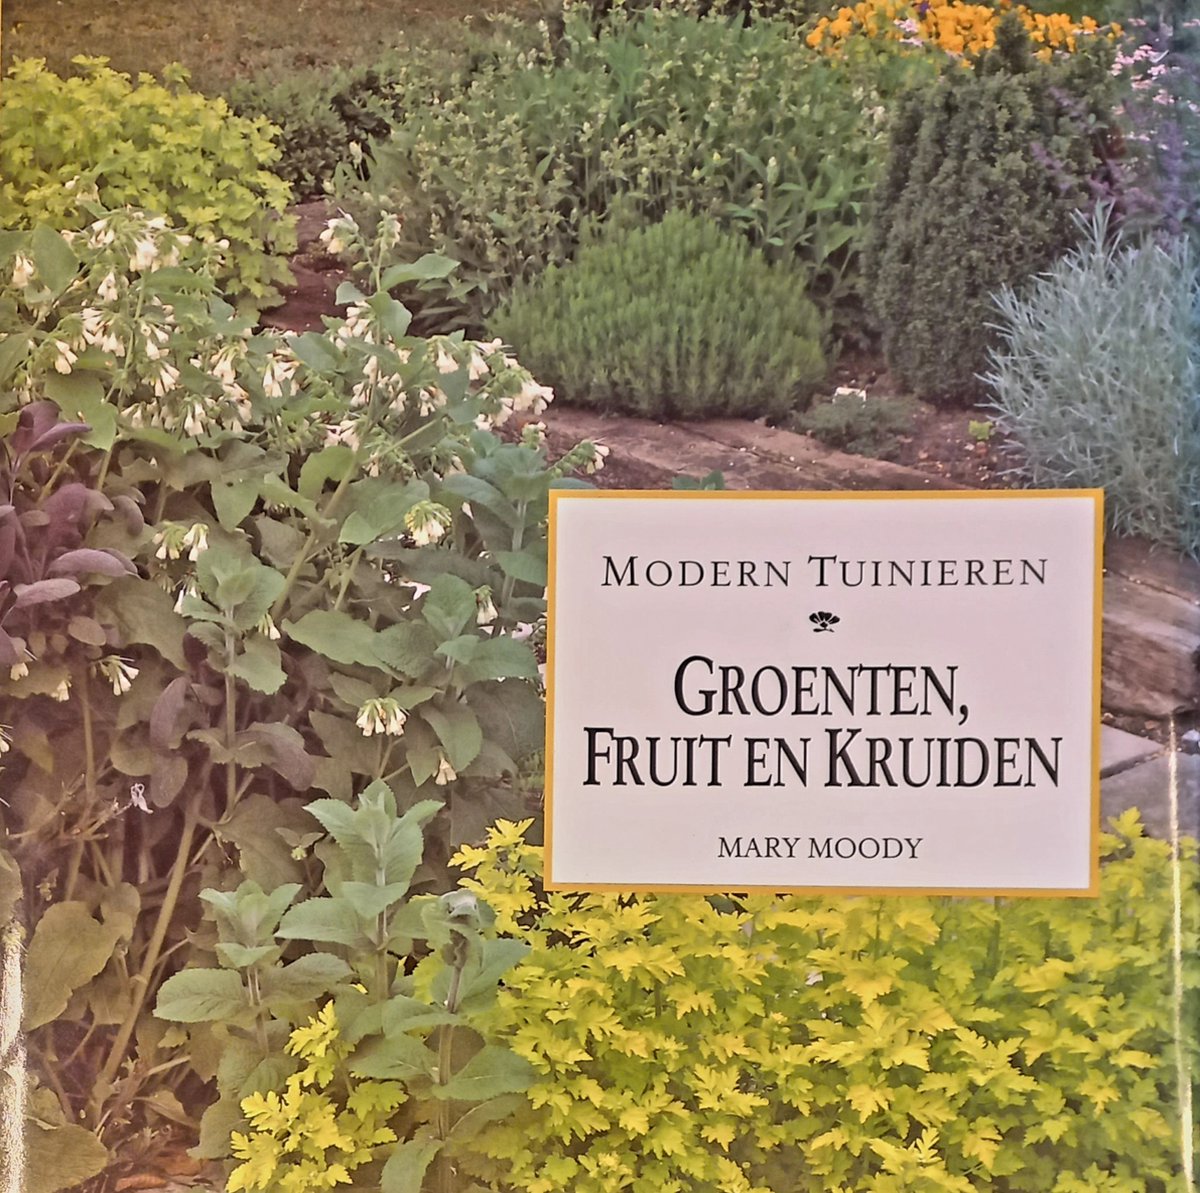 MODERN TUINIEREN
GROENTEN,
FRUIT EN KRUIDEN
MARY MOODY